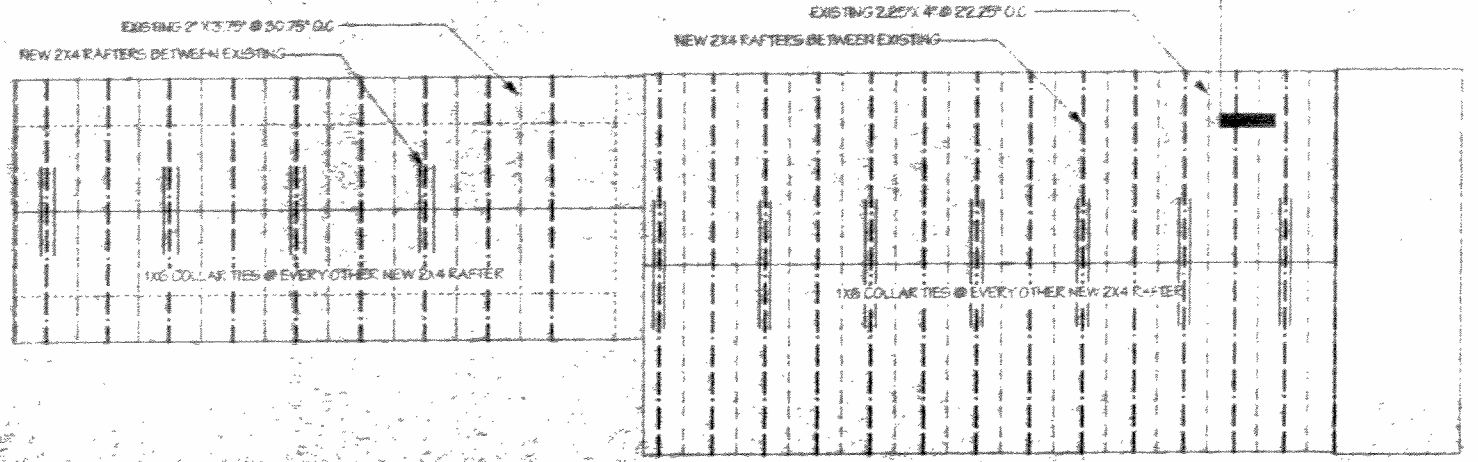 EXISTING 2" X 3.75" @ 30.75" O.C
NEW 2X4 RAFTERS BETWEEN EXISTING
1X6 COLLAR TIES @ EVERY OTHER NEW 2X4 RAFTER
EXISTING 2.25" X 4" @ 22.25" O.C
NEW 2X4 RAFTERS BETWEEN EXISTING
1X6 COLLAR TIES @ EVERY OTHER NEW 2X4 RAFTER